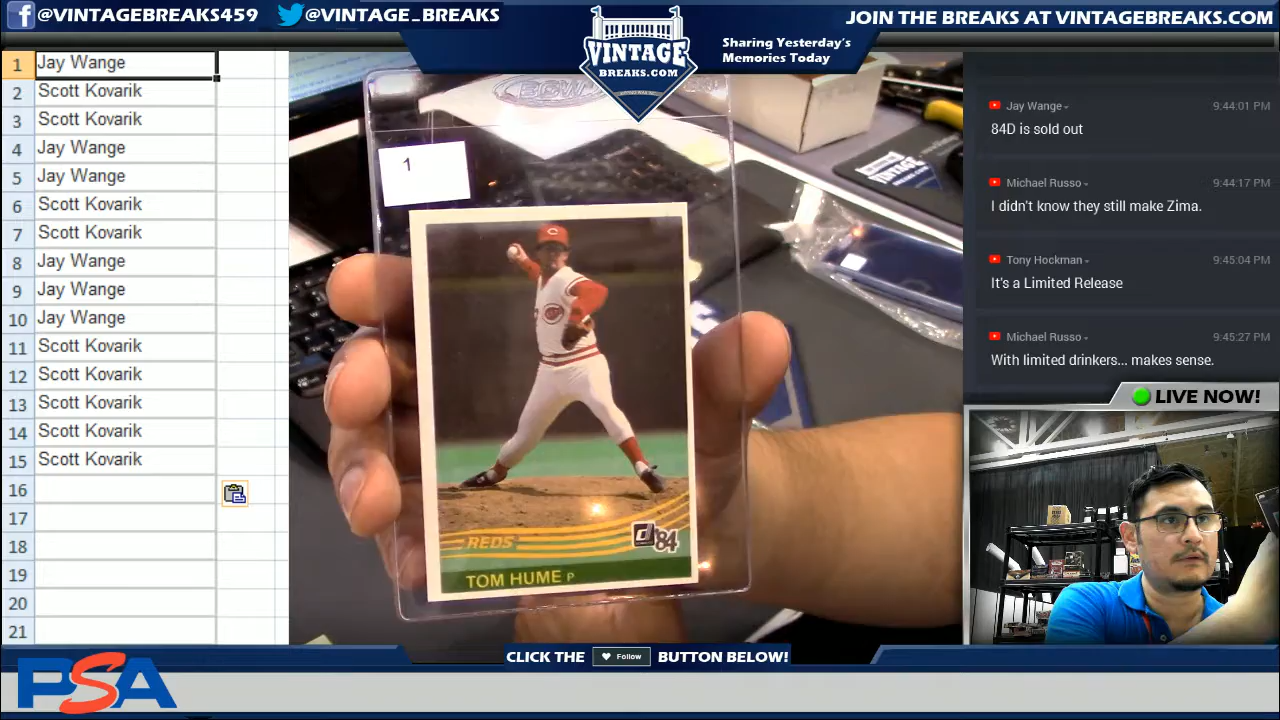 @VINTAGEBREAKS459
@VINTAGE_BREAKS
VINTAGE
BREAKS.COM
Sharing Yesterday's
Memories Today
JOIN THE BREAKS AT VINTAGEBREAKS.COM
1 Jay Wange
2 Scott Kovarik
3 Scott Kovarik
4 Jay Wange
5 Jay Wange
6 Scott Kovarik
7 Scott Kovarik
8 Jay Wange
9 Jay Wange
10 Jay Wange
11 Scott Kovarik
12 Scott Kovarik
13 Scott Kovarik
14 Scott Kovarik
15 Scott Kovarik
16
17
18
19
20
21
BCW
1
C
REDS
d '84
TOM HUME P
Jay Wange 9:44:01 PM
84D is sold out
Michael Russo 9:44:17 PM
I didn't know they still make Zima.
Tony Hockman 9:45:04 PM
It's a Limited Release
Michael Russo 9:45:27 PM
With limited drinkers... makes sense.
LIVE NOW!
CLICK THE Follow BUTTON BELOW!
PSA